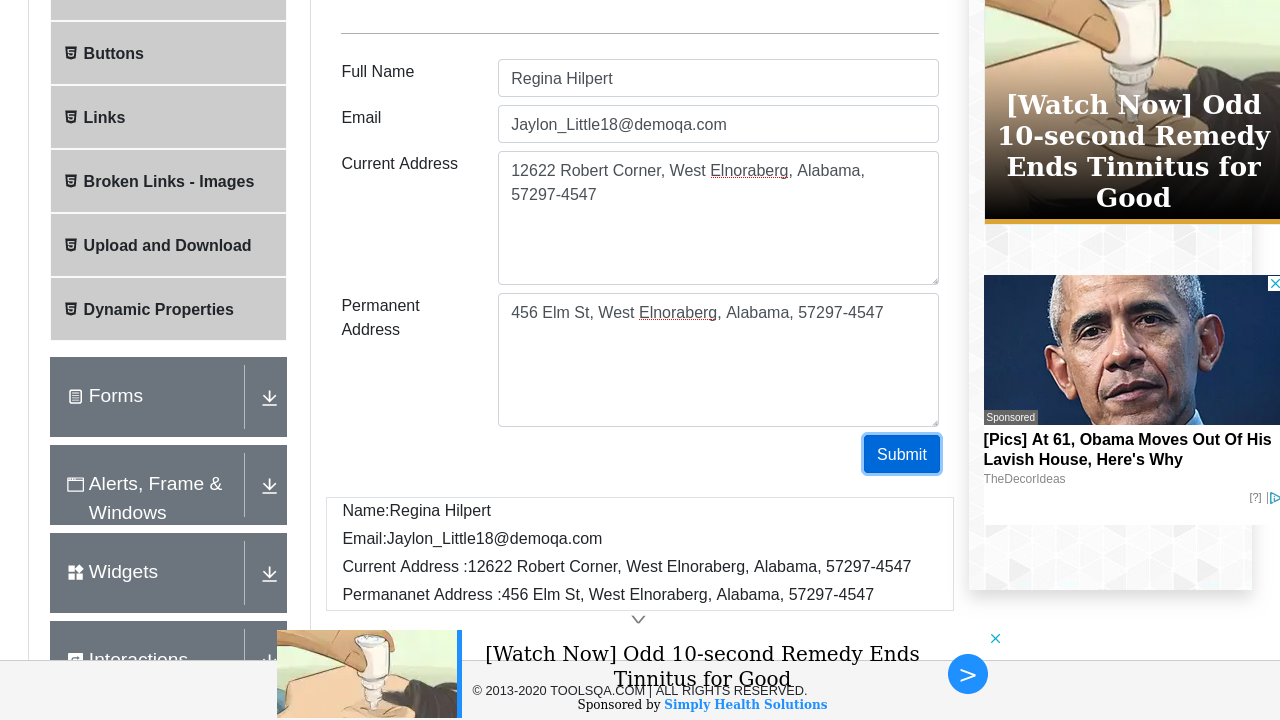 Buttons
Links
Broken Links - Images
Upload and Download
Dynamic Properties
Forms
Alerts, Frame &
Windows
Widgets
Interactions
Full Name
Regina Hilpert
Email
Jaylon_Little18@demoqa.com
Current Address
12622 Robert Corner, West Elnoraberg, Alabama,
57297-4547
Permanent
Address
456 Elm St, West Elnoraberg, Alabama, 57297-4547
Submit
Name:Regina Hilpert
Email:Jaylon_Little18@demoqa.com
Current Address :12622 Robert Corner, West Elnoraberg, Alabama, 57297-4547
Permananet Address :456 Elm St, West Elnoraberg, Alabama, 57297-4547
[Watch Now] Odd
10-second Remedy
Ends Tinnitus for
Good
Sponsored
[Pics] At 61, Obama Moves Out Of His
Lavish House, Here's Why
TheDecorIdeas
[?]
[Watch Now] Odd 10-second Remedy Ends
Tinnitus for Good
© 2013-2020 TOOLSQA.COM | ALL RIGHTS RESERVED.
Sponsored by Simply Health Solutions
>